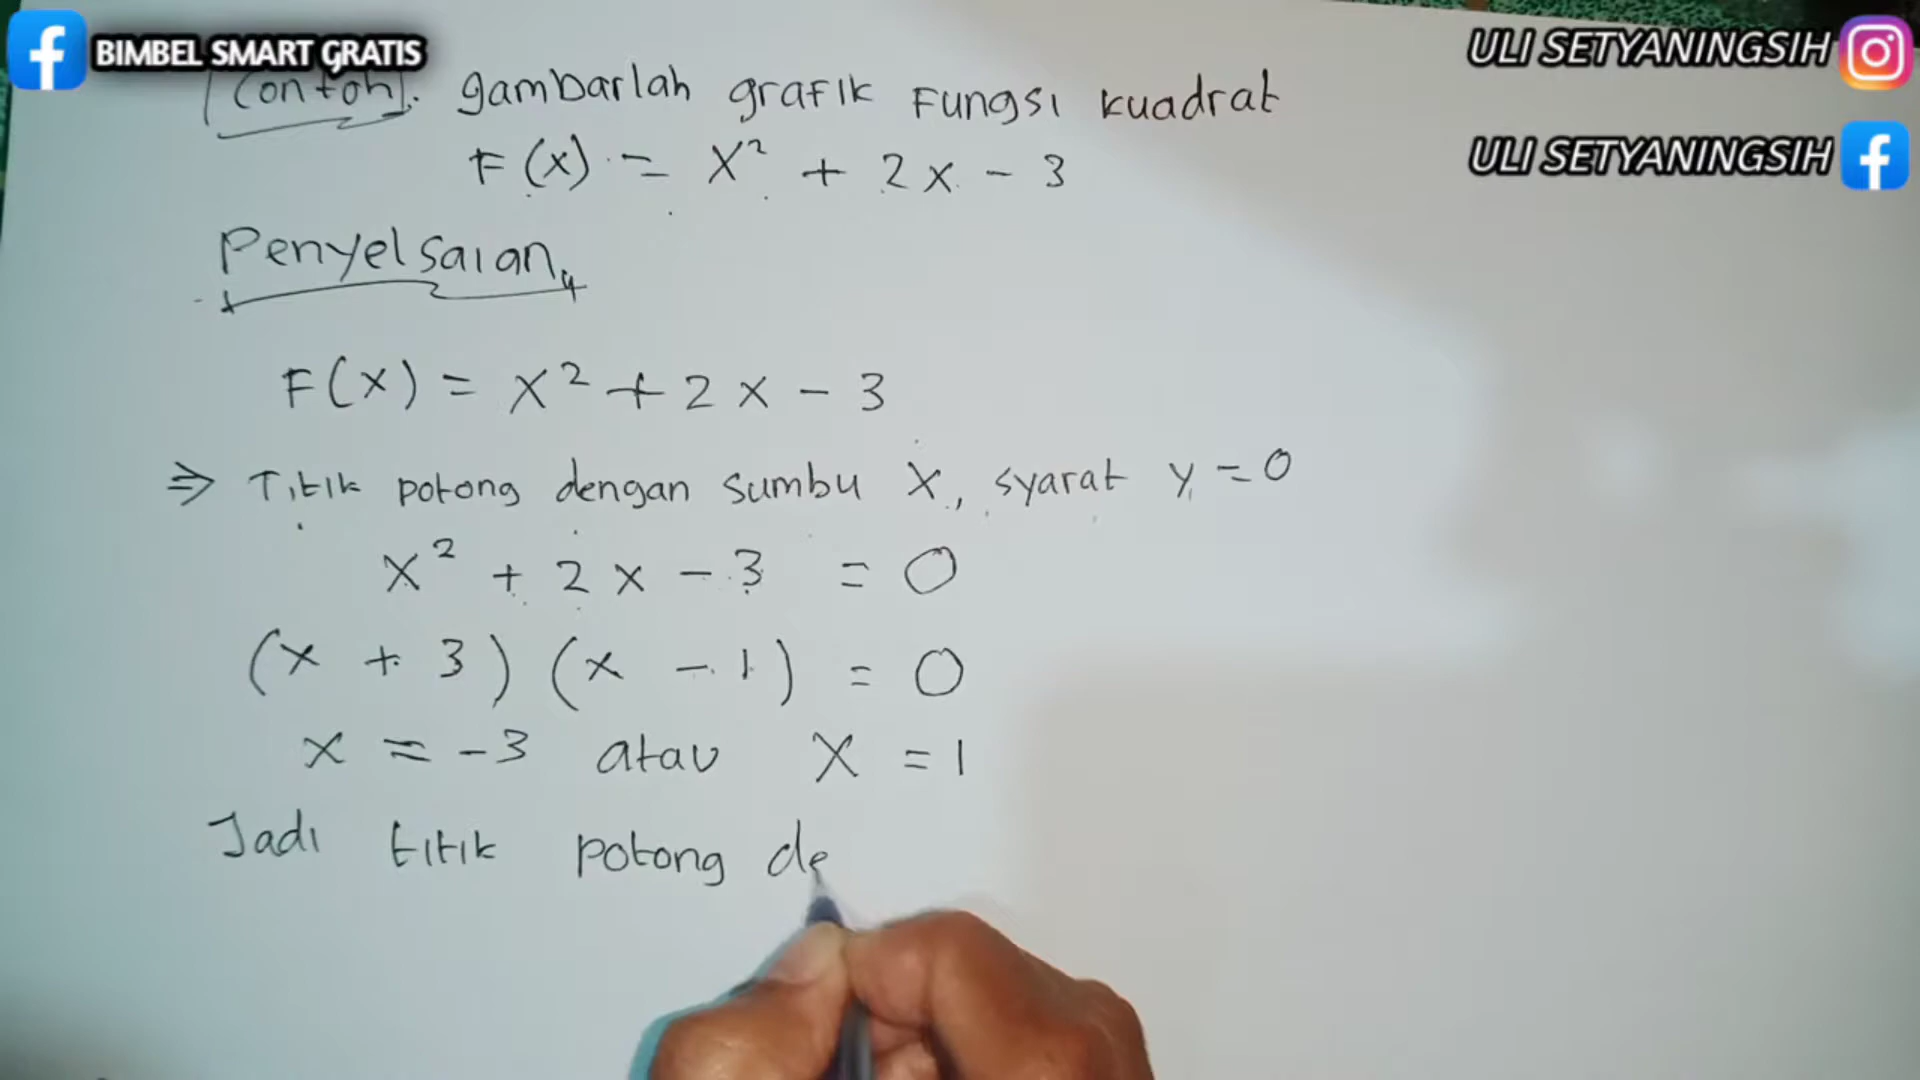 BIMBEL SMART GRATIS
ULI SETYANINGSIH
ULI SETYANINGSIH
Contoh: gambarlah grafik Fungsi kuadrat
F(x) = x² + 2x - 3
Penyelsaian,
F(x) = x² + 2x - 3
⇒ Titik potong dengan sumbu x, syarat y = 0
x² + 2x - 3 = 0
(x + 3) (x - 1) = 0
x = -3 atau x = 1
Jadi titik potong de